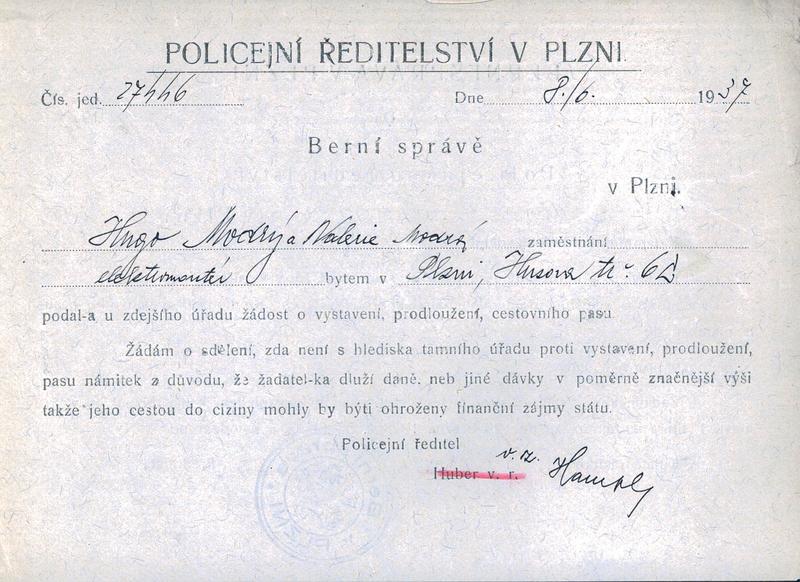 POLICEJNÍ ŘEDITELSTVÍ V PLZNI.
Čís. jed. 27446 Dne 8./6. 1937
Berní správě
v Plzni.
Hugo Modrý a Valerie Modrá zaměstnání
elektromontér bytem v Plzni, Husova tř. č. 62
podal-a u zdejšího úřadu žádost o vystavení, prodloužení, cestovního pasu.
Žádám o sdělení, zda není s hlediska tamního úřadu proti vystavení, prodloužení,
pasu námitek z důvodu, že žadatel-ka dluží daně. neb jiné dávky v poměrně značnější výši
takže jeho cestou do ciziny mohly by býti ohroženy finanční zájmy státu.
Policejní ředitel
v. z.
Huber v. r.